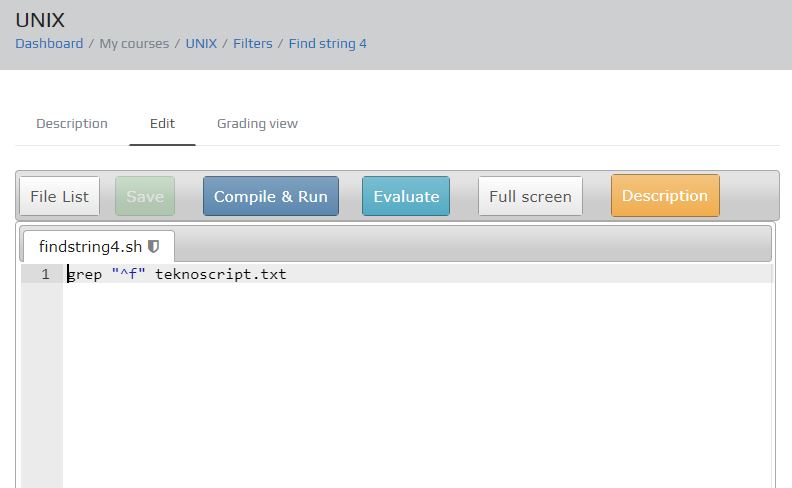 UNIX
Dashboard / My courses / UNIX / Filters / Find string 4
Description Edit Grading view
File List Save Compile & Run Evaluate Full screen Description
findstring4.sh
1 grep "^f" teknoscript.txt